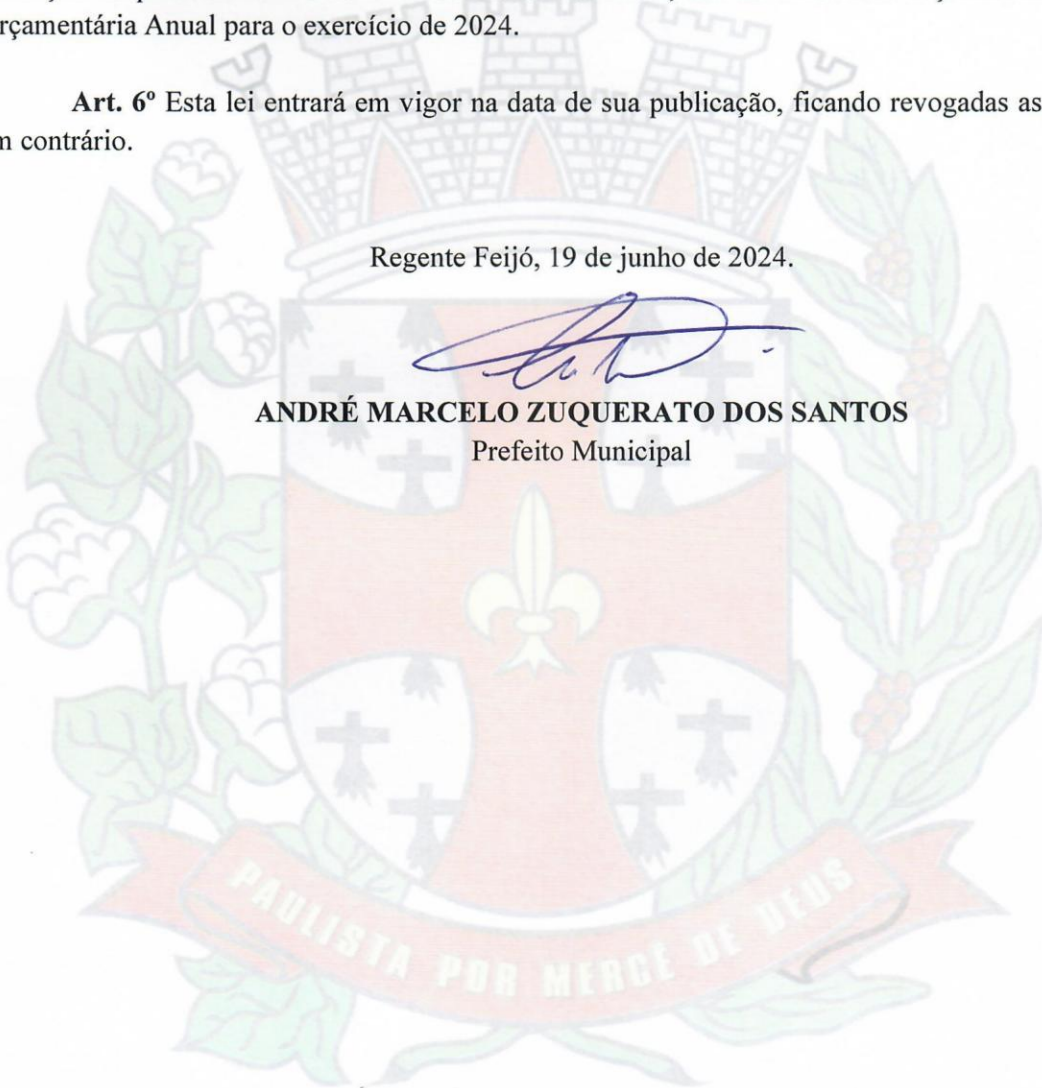 rçamentária Anual para o exercício de 2024.
Art. 6º Esta lei entrará em vigor na data de sua publicação, ficando revogadas as
m contrário.
Regente Feijó, 19 de junho de 2024.
ANDRÉ MARCELO ZUQUERATO DOS SANTOS
Prefeito Municipal
PAULISTA POR MERCÊ DE DEUS